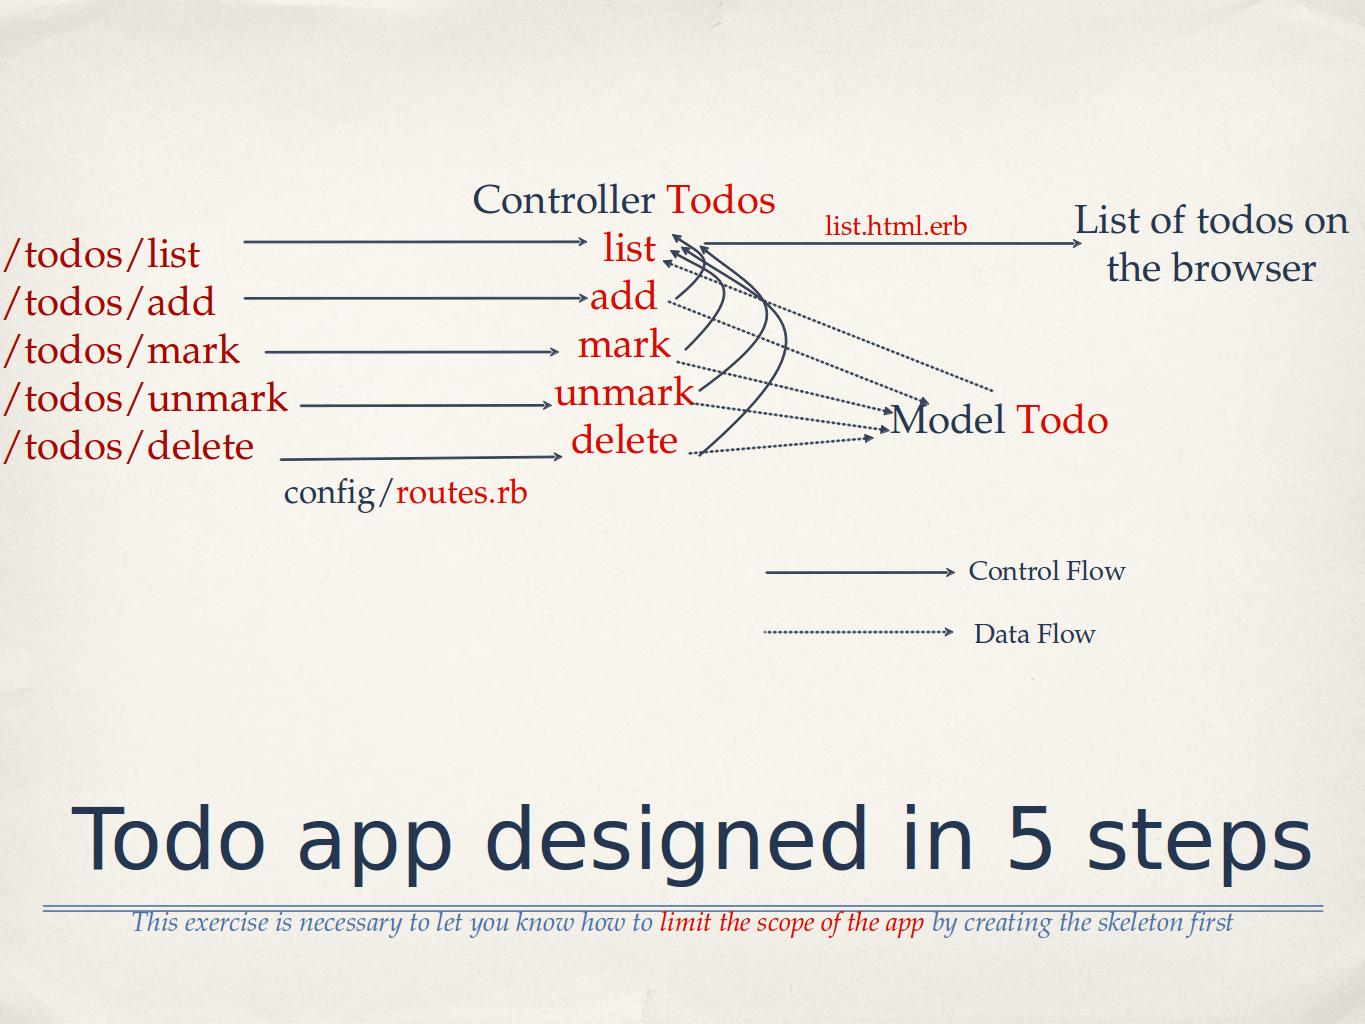 Controller Todos
/todos/list
/todos/add
/todos/mark
/todos/unmark
/todos/delete
list
add
mark
unmark
delete
config/routes.rb
list.html.erb
List of todos on
the browser
Model Todo
Control Flow
Data Flow
Todo app designed in 5 steps
This exercise is necessary to let you know how to limit the scope of the app by creating the skeleton first